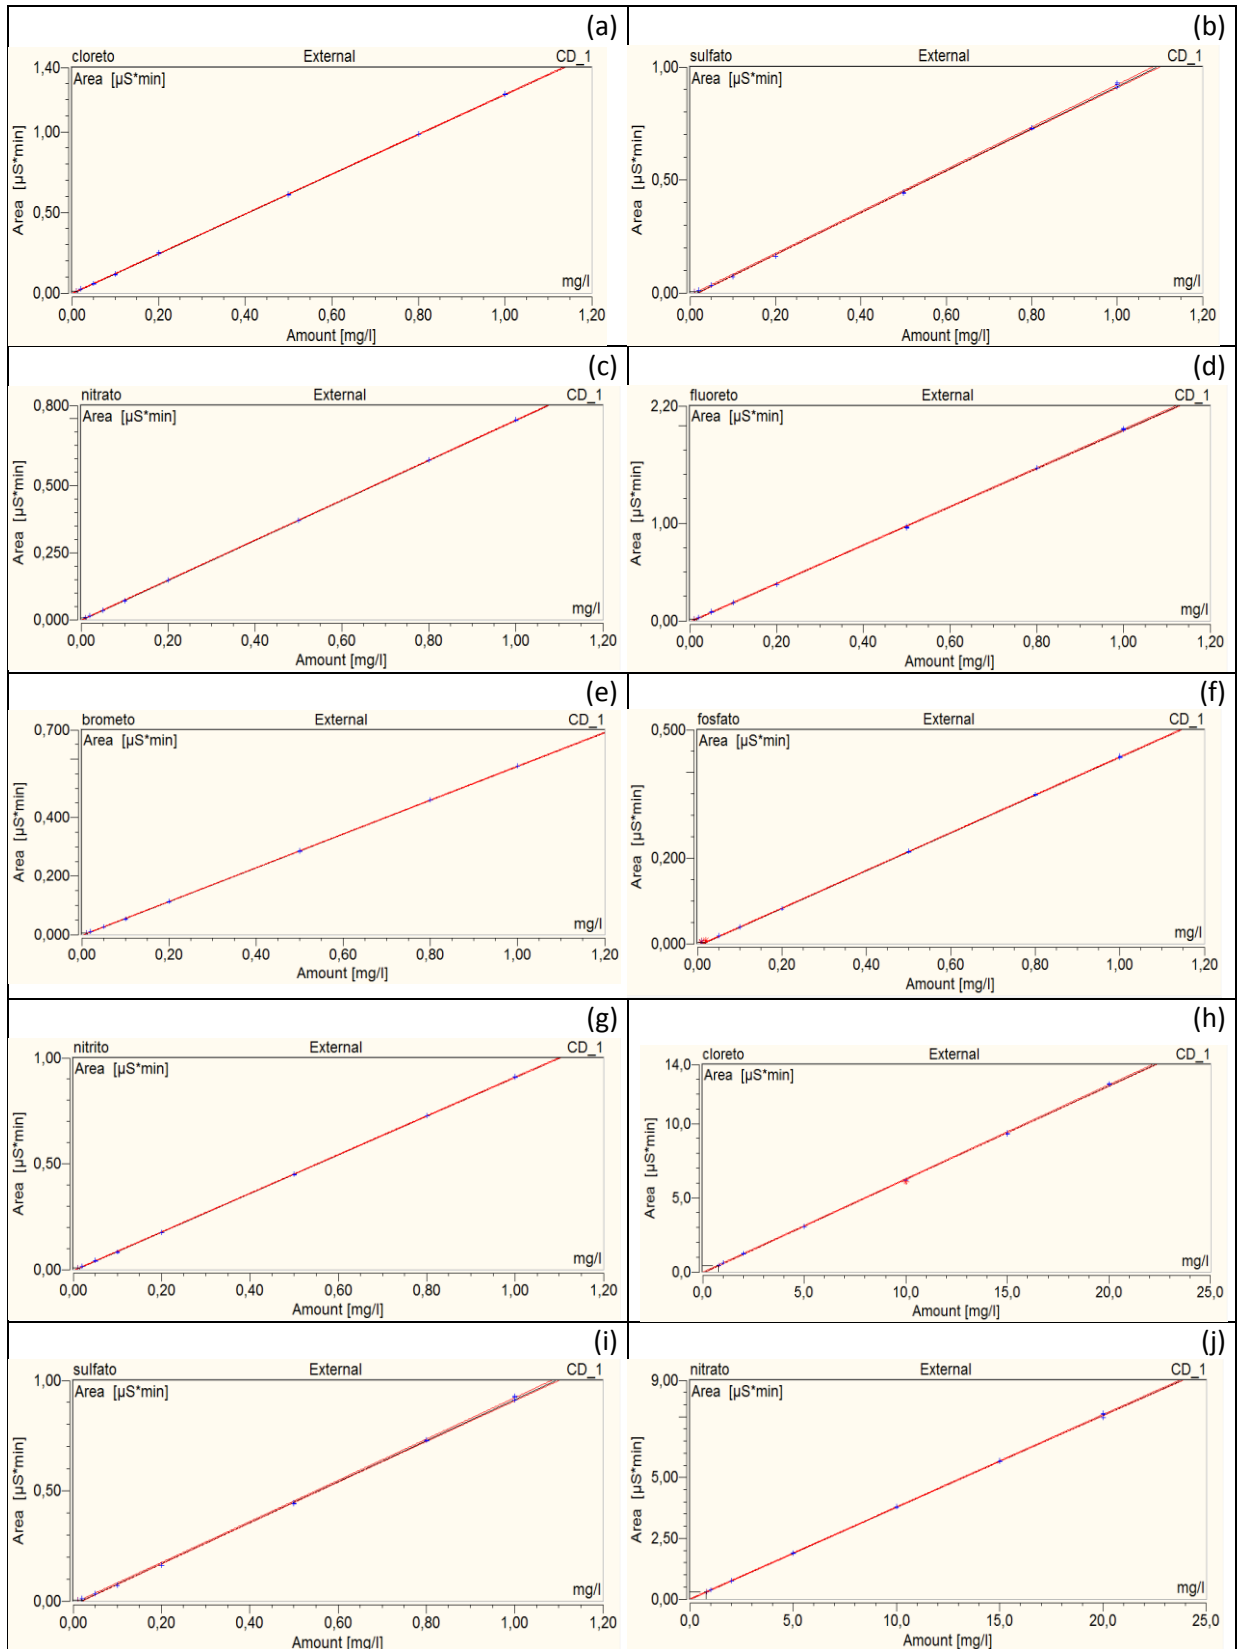 (a)
cloreto External CD_1
Area [µS*min]
1,40
1,00
0,50
0,00
Area [µS*min]
mg/l
0,00 0,20 0,40 0,60 0,80 1,00 1,20
Amount [mg/l]
(b)
sulfato External CD_1
Area [µS*min]
1,00
0,50
0,00
Area [µS*min]
mg/l
0,00 0,20 0,40 0,60 0,80 1,00 1,20
Amount [mg/l]
(c)
nitrato External CD_1
Area [µS*min]
0,800
0,500
0,250
0,000
Area [µS*min]
mg/l
0,00 0,20 0,40 0,60 0,80 1,00 1,20
Amount [mg/l]
(d)
fluoreto External CD_1
Area [µS*min]
2,20
1,00
0,00
Area [µS*min]
mg/l
0,00 0,20 0,40 0,60 0,80 1,00 1,20
Amount [mg/l]
(e)
brometo External CD_1
Area [µS*min]
0,700
0,400
0,200
0,000
Area [µS*min]
mg/l
0,00 0,20 0,40 0,60 0,80 1,00 1,20
Amount [mg/l]
(f)
fosfato External CD_1
Area [µS*min]
0,500
0,200
0,000
Area [µS*min]
mg/l
0,00 0,20 0,40 0,60 0,80 1,00 1,20
Amount [mg/l]
(g)
nitrito External CD_1
Area [µS*min]
1,00
0,50
0,00
Area [µS*min]
mg/l
0,00 0,20 0,40 0,60 0,80 1,00 1,20
Amount [mg/l]
(h)
cloreto External CD_1
Area [µS*min]
14,0
10,0
5,0
0,0
Area [µS*min]
mg/l
0,0 5,0 10,0 15,0 20,0 25,0
Amount [mg/l]
(i)
sulfato External CD_1
Area [µS*min]
1,00
0,50
0,00
Area [µS*min]
mg/l
0,00 0,20 0,40 0,60 0,80 1,00 1,20
Amount [mg/l]
(j)
nitrato External CD_1
Area [µS*min]
9,00
5,00
2,50
0,00
Area [µS*min]
mg/l
0,0 5,0 10,0 15,0 20,0 25,0
Amount [mg/l]